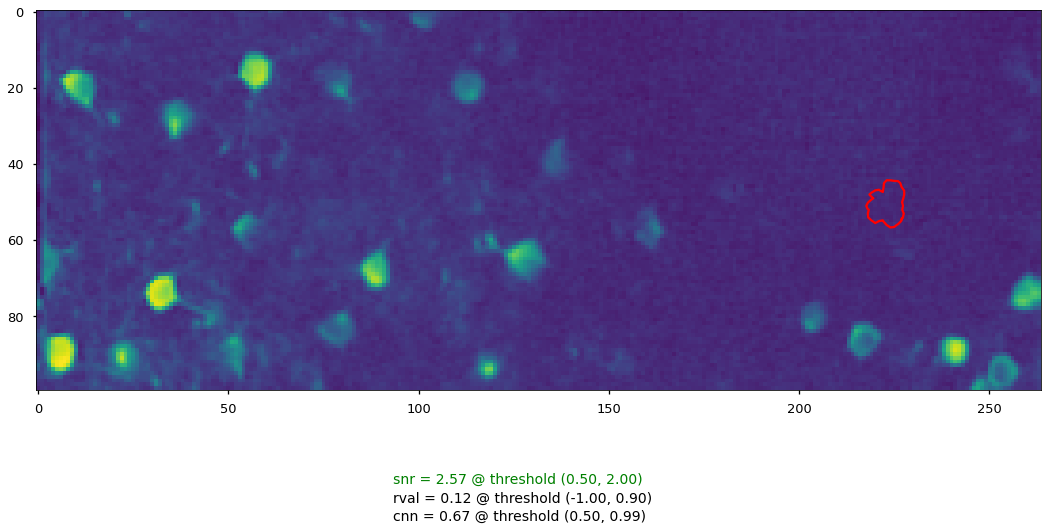 0
20
40
60
80
0 50 100 150 200 250
snr = 2.57 @ threshold (0.50, 2.00)
rval = 0.12 @ threshold (-1.00, 0.90)
cnn = 0.67 @ threshold (0.50, 0.99)